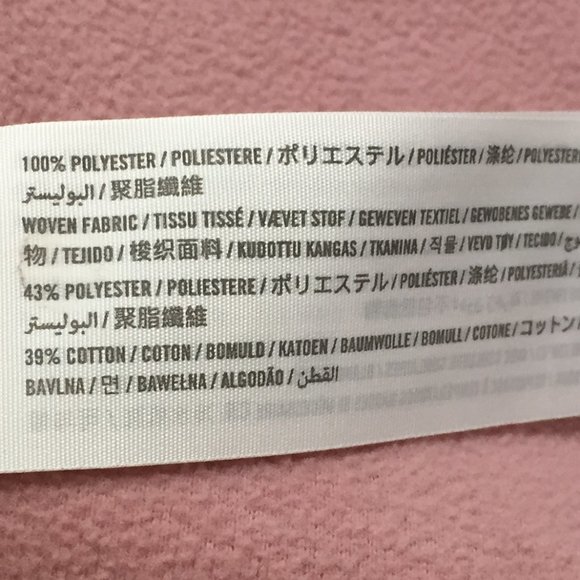 100% POLYESTER / POLIESTERE / ポリエステル / POLIÉSTER / 涤纶 / POLYESTER
البوليستر / 聚脂纖維
WOVEN FABRIC / TISSU TISSÉ / VÆVET STOF / GEWEVEN TEXTIEL / GEWOBENES GEWEBE /
物 / TEJIDO / 梭织面料 / KUDOTTU KANGAS / TKANINA / 직물 / VEVD TØY / TECIDO /
43% POLYESTER / POLIESTERE / ポリエステル / POLIÉSTER / 涤纶 / POLYESTERIÄ /
البوليستر / 聚脂纖維
39% COTTON / COTON / BOMULD / KATOEN / BAUMWOLLE / BOMULL / COTONE / コットン /
BAVLNA / 면 / BAWEŁNA / ALGODÃO / القطن